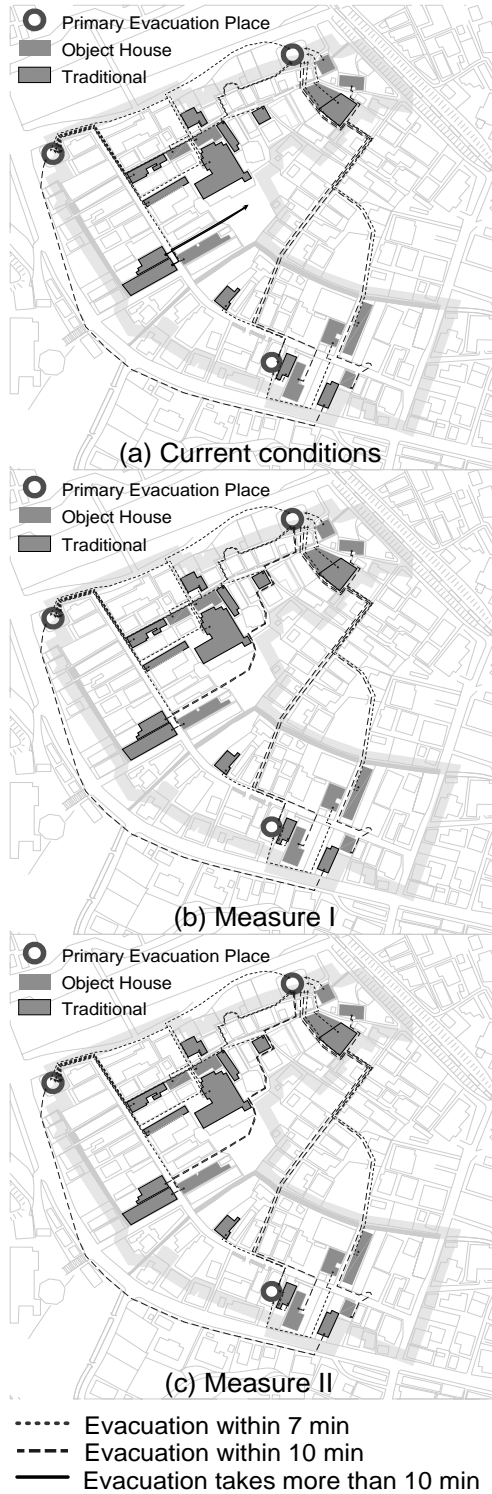 Primary Evacuation Place
Object House
Traditional
(a) Current conditions
Primary Evacuation Place
Object House
Traditional
(b) Measure I
Primary Evacuation Place
Object House
Traditional
(c) Measure II
Evacuation within 7 min
Evacuation within 10 min
Evacuation takes more than 10 min